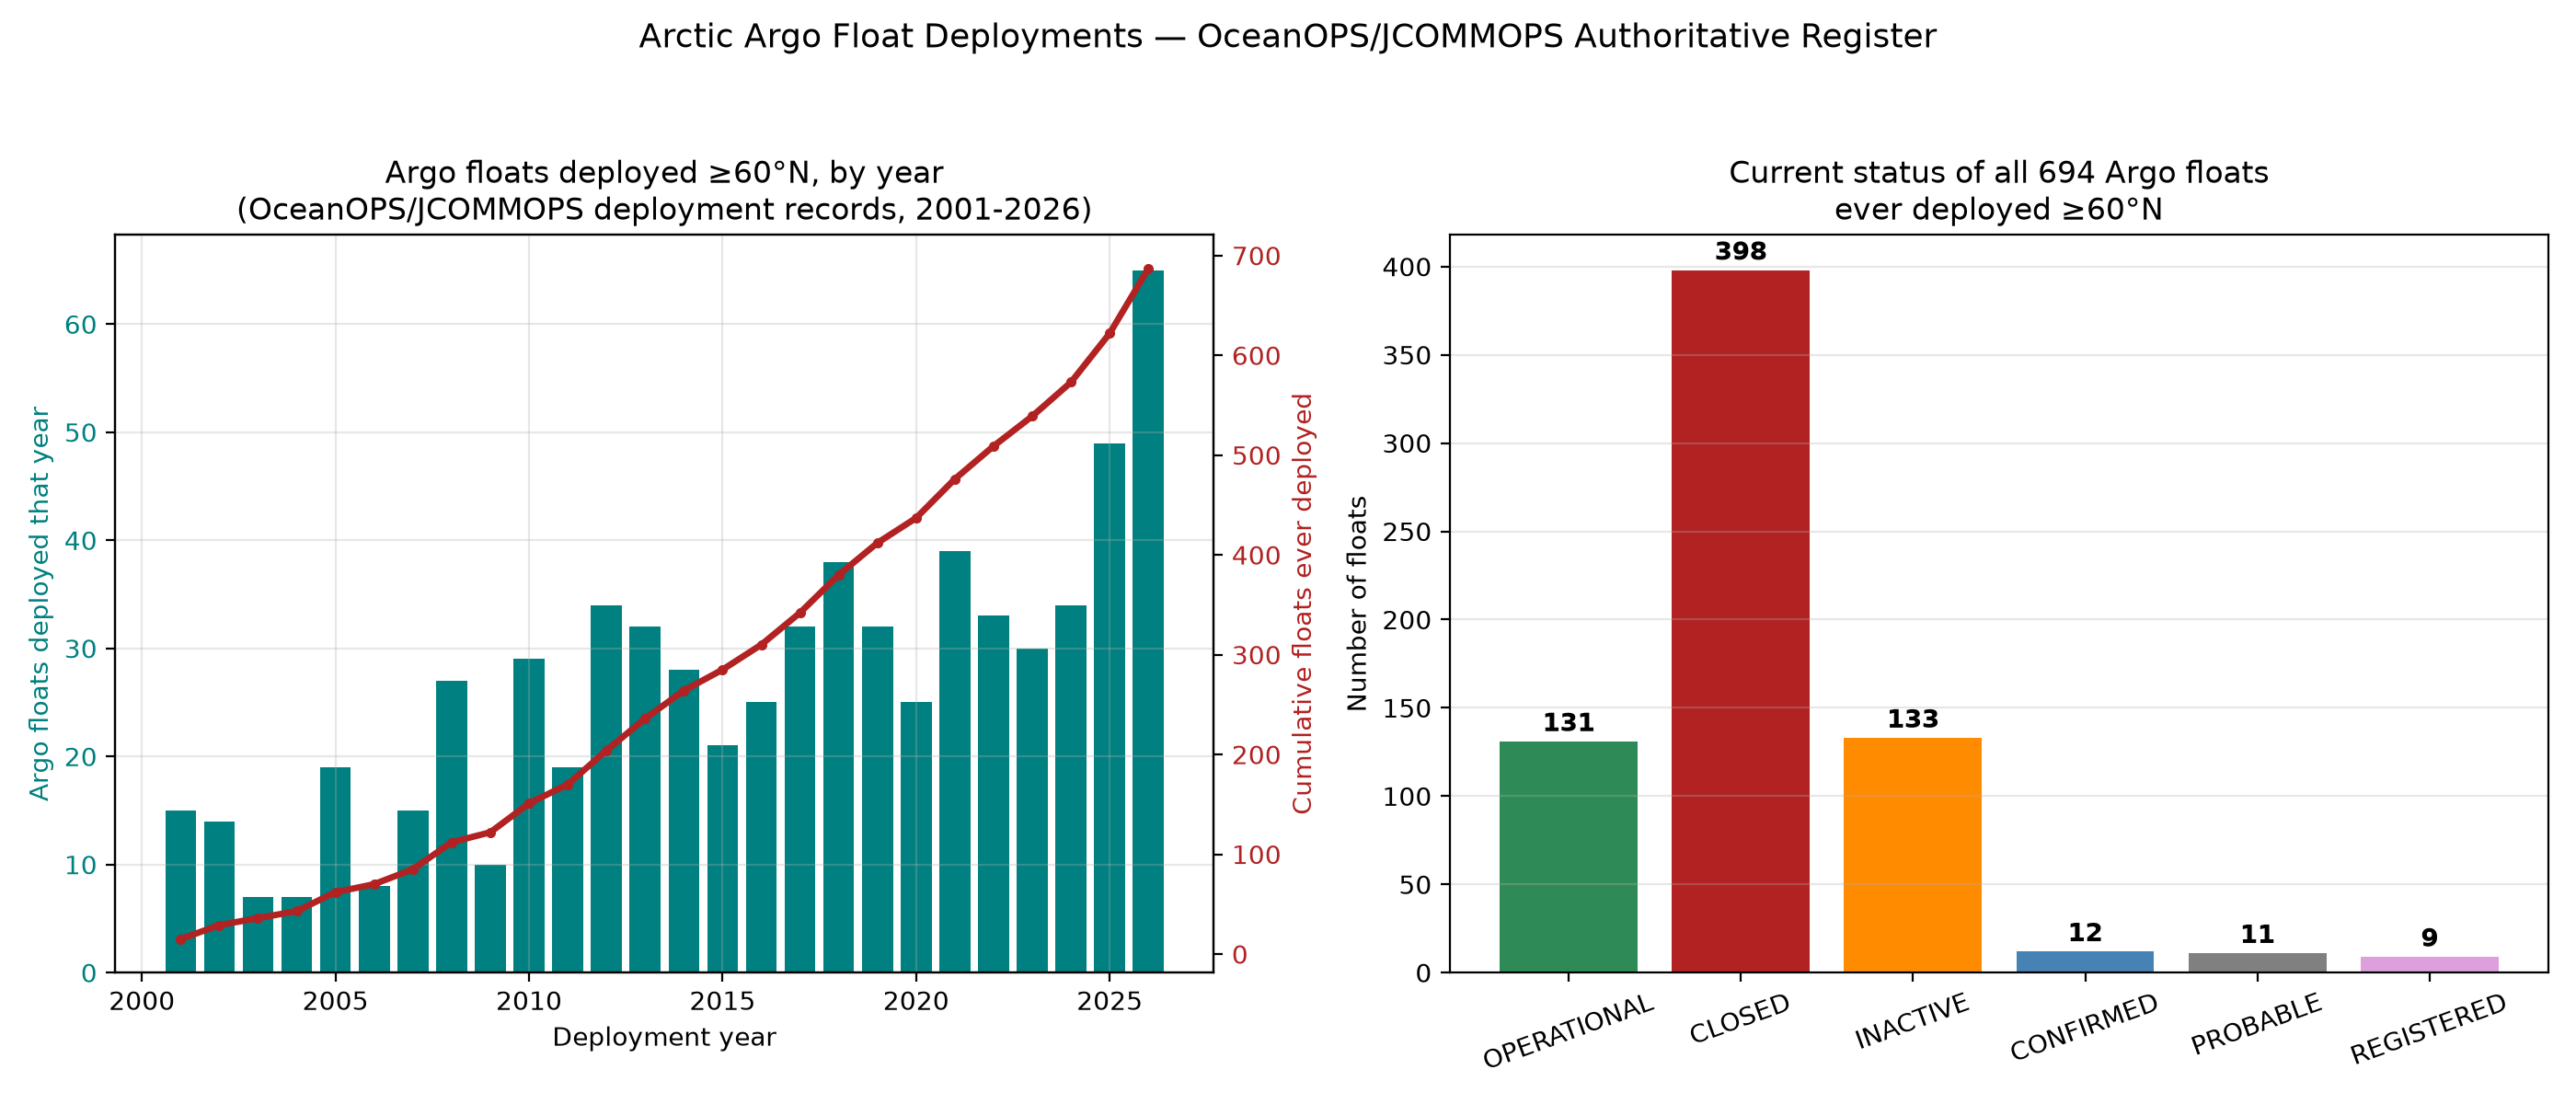 Arctic Argo Float Deployments — OceanOPS/JCOMMOPS Authoritative Register
Argo floats deployed ≥60°N, by year
(OceanOPS/JCOMMOPS deployment records, 2001-2026)
Argo floats deployed that year
60
50
40
30
20
10
0
2000
2005
2010
2015
2020
2025
Deployment year
700
600
500
400
300
200
100
0
Cumulative floats ever deployed
Current status of all 694 Argo floats
ever deployed ≥60°N
Number of floats
400
350
300
250
200
150
100
50
0
131
398
133
12
11
9
OPERATIONAL
CLOSED
INACTIVE
CONFIRMED
PROBABLE
REGISTERED